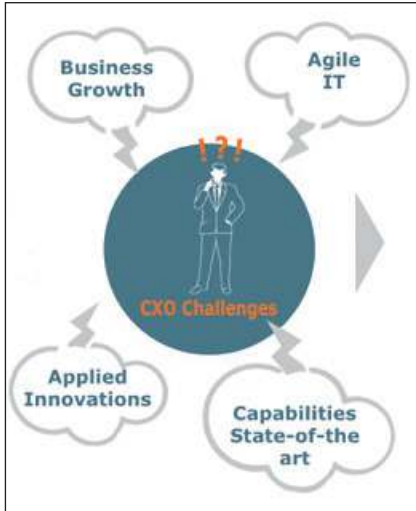 Business
Growth
Agile
IT
!?!
CXO Challenges
Applied
Innovations
Capabilities
State-of-the
art